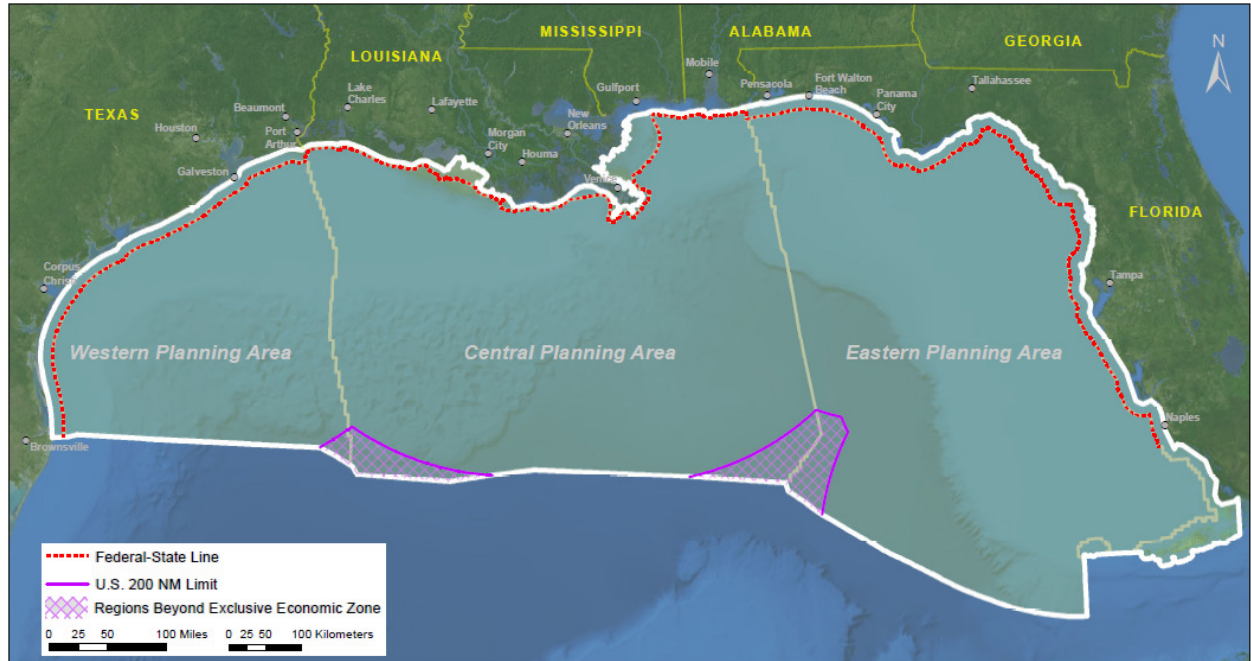 MISSISSIPPI
ALABAMA
GEORGIA
LOUISIANA
TEXAS
FLORIDA
N
Mobile
Pensacola
Fort Walton
Beach
Panama
City
Tallahassee
Gulfport
Lake
Charles
Lafayette
Beaumont
Port
Arthur
Houston
Galveston
New
Orleans
Morgan
City
Houma
Venice
Corpus
Christi
Tampa
Naples
Brownsville
Western Planning Area
Central Planning Area
Eastern Planning Area
Federal-State Line
U.S. 200 NM Limit
Regions Beyond Exclusive Economic Zone
0 25 50 100 Miles
0 25 50 100 Kilometers